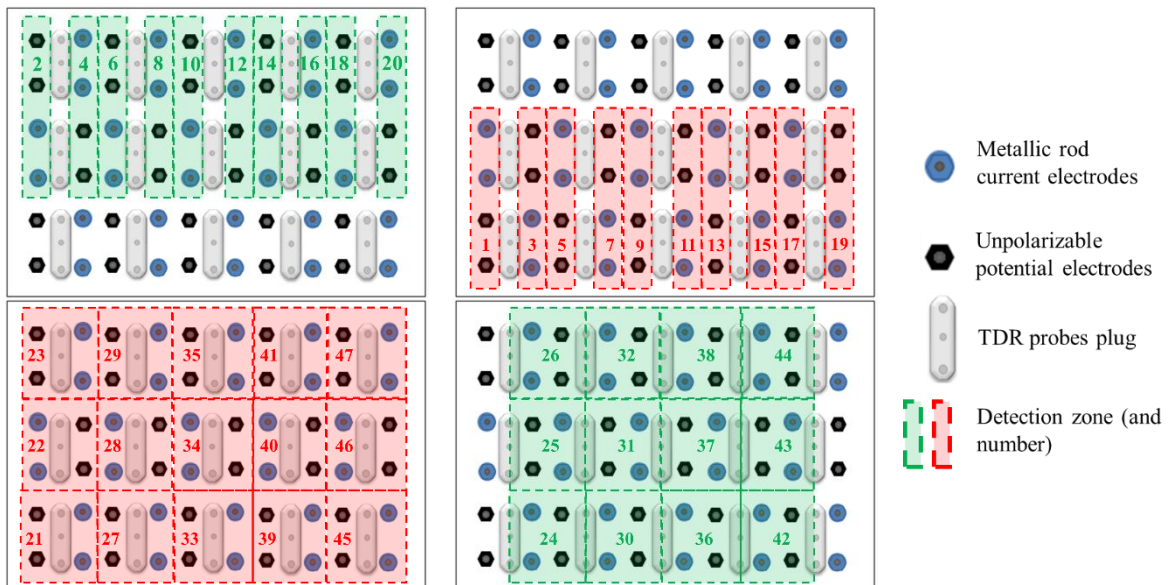 2 4 6 8 10 12 14 16 18 20
1 3 5 7 9 11 13 15 17 19
23 29 35 41 47
22 28 34 40 46
21 27 33 39 45
26 32 38 44
25 31 37 43
24 30 36 42
Metallic rod
current electrodes
Unpolarizable
potential electrodes
TDR probes plug
Detection zone (and
number)